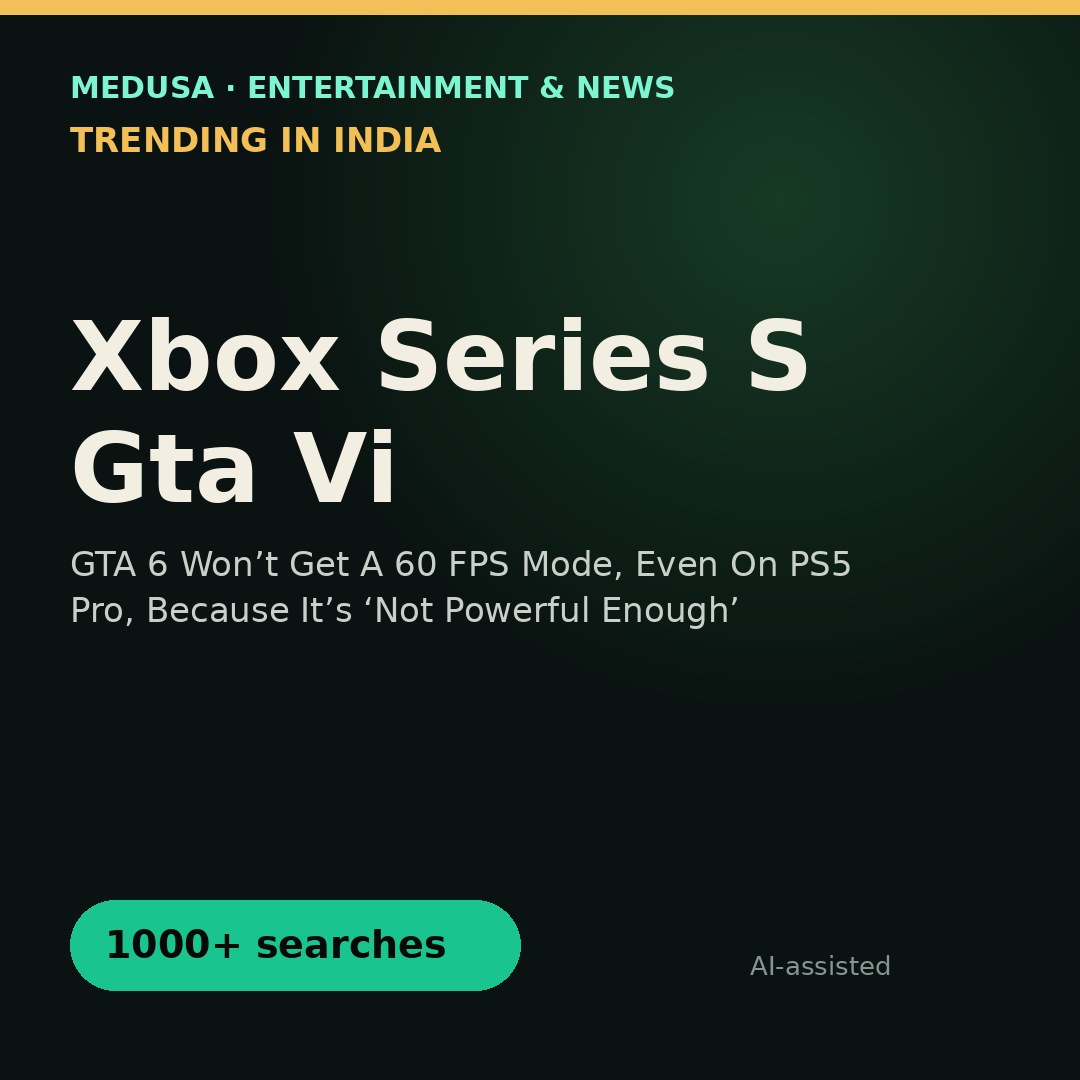 MEDUSA · ENTERTAINMENT & NEWS
TRENDING IN INDIA
Xbox Series S
Gta Vi
GTA 6 Won’t Get A 60 FPS Mode, Even On PS5
Pro, Because It’s ‘Not Powerful Enough’
1000+ searches
AI-assisted